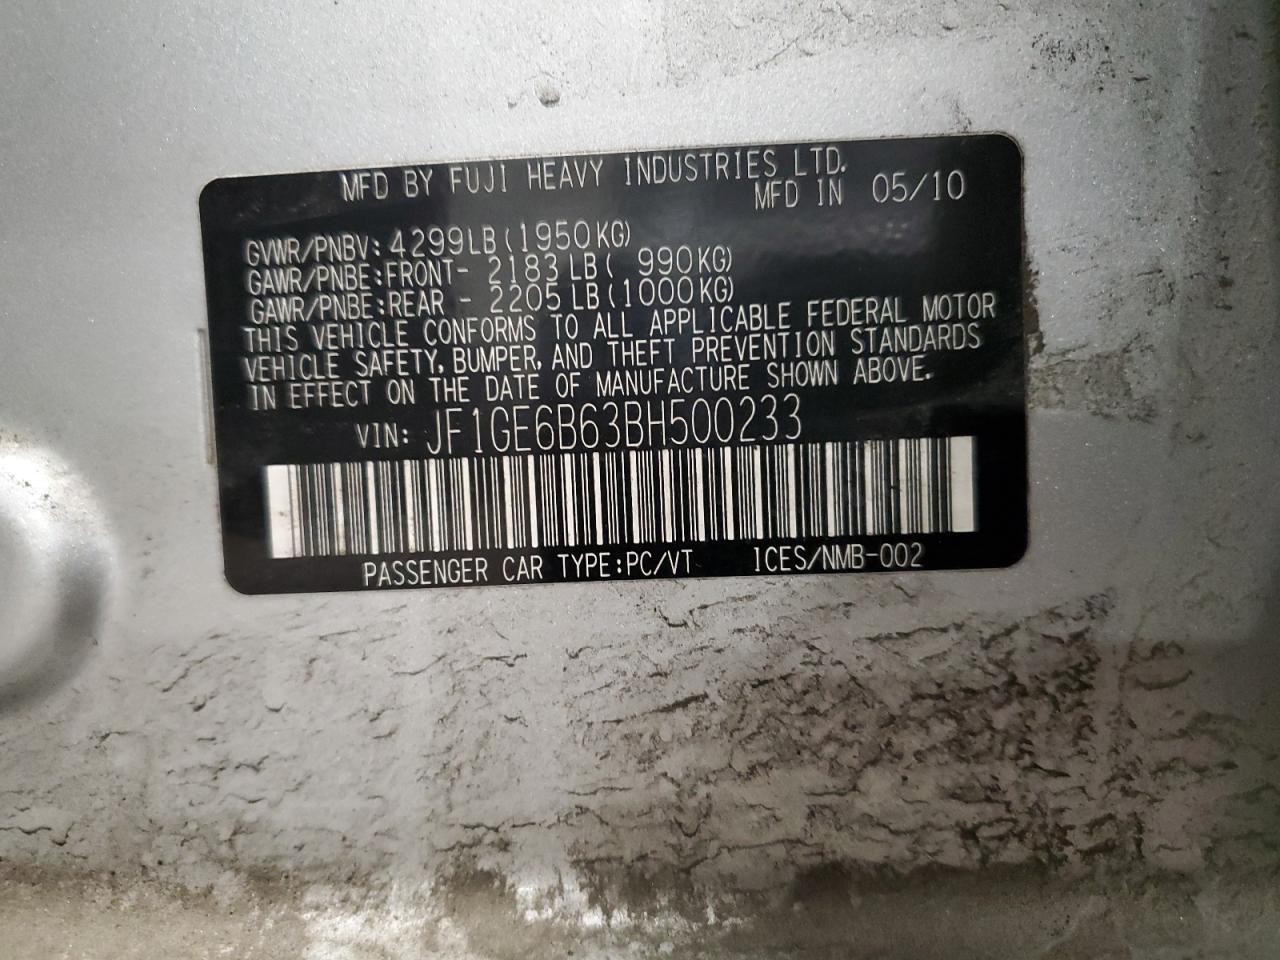 MFD BY FUJI HEAVY INDUSTRIES LTD.
MFD IN 05/10
GVWR/PNBV: 4299LB (1950KG)
GAWR/PNBE: FRONT- 2183 LB ( 990KG)
GAWR/PNBE: REAR - 2205 LB (1000KG)
THIS VEHICLE CONFORMS TO ALL APPLICABLE FEDERAL MOTOR
VEHICLE SAFETY, BUMPER, AND THEFT PREVENTION STANDARDS
IN EFFECT ON THE DATE OF MANUFACTURE SHOWN ABOVE.
VIN: JF1GE6B63BH500233
PASSENGER CAR TYPE: PC/VT ICES/NMB-002